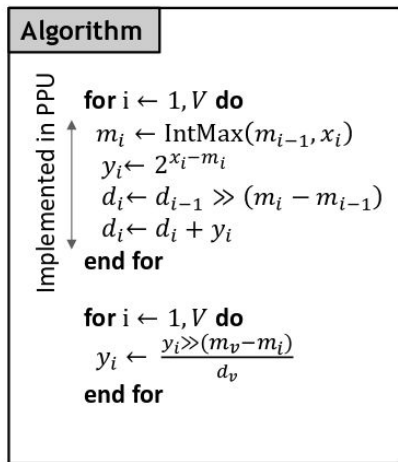 Algorithm
Implemented in PPU
for i ← 1, V do
m_i ← IntMax(m_{i−1}, x_i)
y_i ← 2^{x_i−m_i}
d_i ← d_{i−1} ≫ (m_i − m_{i−1})
d_i ← d_i + y_i
end for
for i ← 1, V do
y_i ← \frac{y_i≫(m_v−m_i)}{d_v}
end for